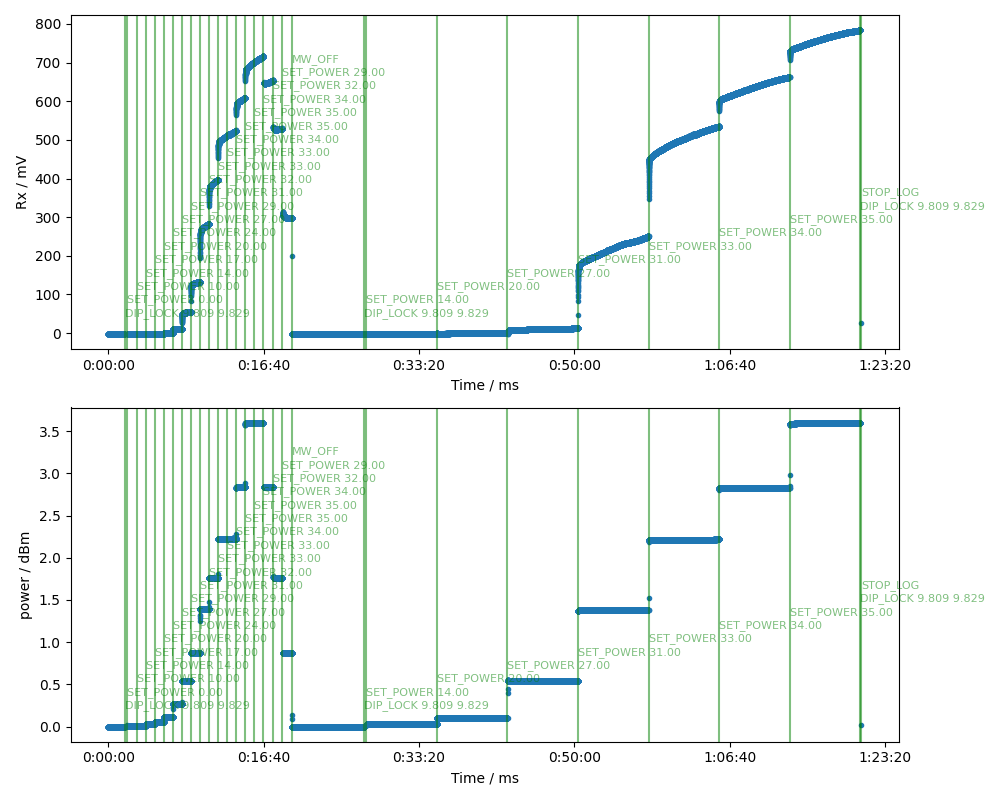 Rx / mV
800
700
600
500
400
300
200
100
0
MW_OFF
SET_POWER 29.00
SET_POWER 32.00
SET_POWER 34.00
SET_POWER 35.00
SET_POWER 35.00
SET_POWER 34.00
SET_POWER 33.00
SET_POWER 33.00
SET_POWER 32.00
SET_POWER 31.00
SET_POWER 29.00
SET_POWER 27.00
SET_POWER 24.00
SET_POWER 20.00
SET_POWER 17.00
SET_POWER 14.00
SET_POWER 10.00
SET_POWER 0.00
DIP_LOCK 9.809 9.829
STOP_LOG
DIP_LOCK 9.809 9.829
SET_POWER 35.00
SET_POWER 34.00
SET_POWER 33.00
SET_POWER 31.00
SET_POWER 27.00
SET_POWER 20.00
SET_POWER 14.00
DIP_LOCK 9.809 9.829
0:00:00
0:16:40
0:33:20
0:50:00
1:06:40
1:23:20
Time / ms
power / dBm
3.5
3.0
2.5
2.0
1.5
1.0
0.5
0.0
MW_OFF
SET_POWER 29.00
SET_POWER 32.00
SET_POWER 34.00
SET_POWER 35.00
SET_POWER 35.00
SET_POWER 34.00
SET_POWER 33.00
SET_POWER 33.00
SET_POWER 32.00
SET_POWER 31.00
SET_POWER 29.00
SET_POWER 27.00
SET_POWER 24.00
SET_POWER 20.00
SET_POWER 17.00
SET_POWER 14.00
SET_POWER 10.00
SET_POWER 0.00
DIP_LOCK 9.809 9.829
STOP_LOG
DIP_LOCK 9.809 9.829
SET_POWER 35.00
SET_POWER 34.00
SET_POWER 33.00
SET_POWER 31.00
SET_POWER 27.00
SET_POWER 20.00
SET_POWER 14.00
DIP_LOCK 9.809 9.829
0:00:00
0:16:40
0:33:20
0:50:00
1:06:40
1:23:20
Time / ms